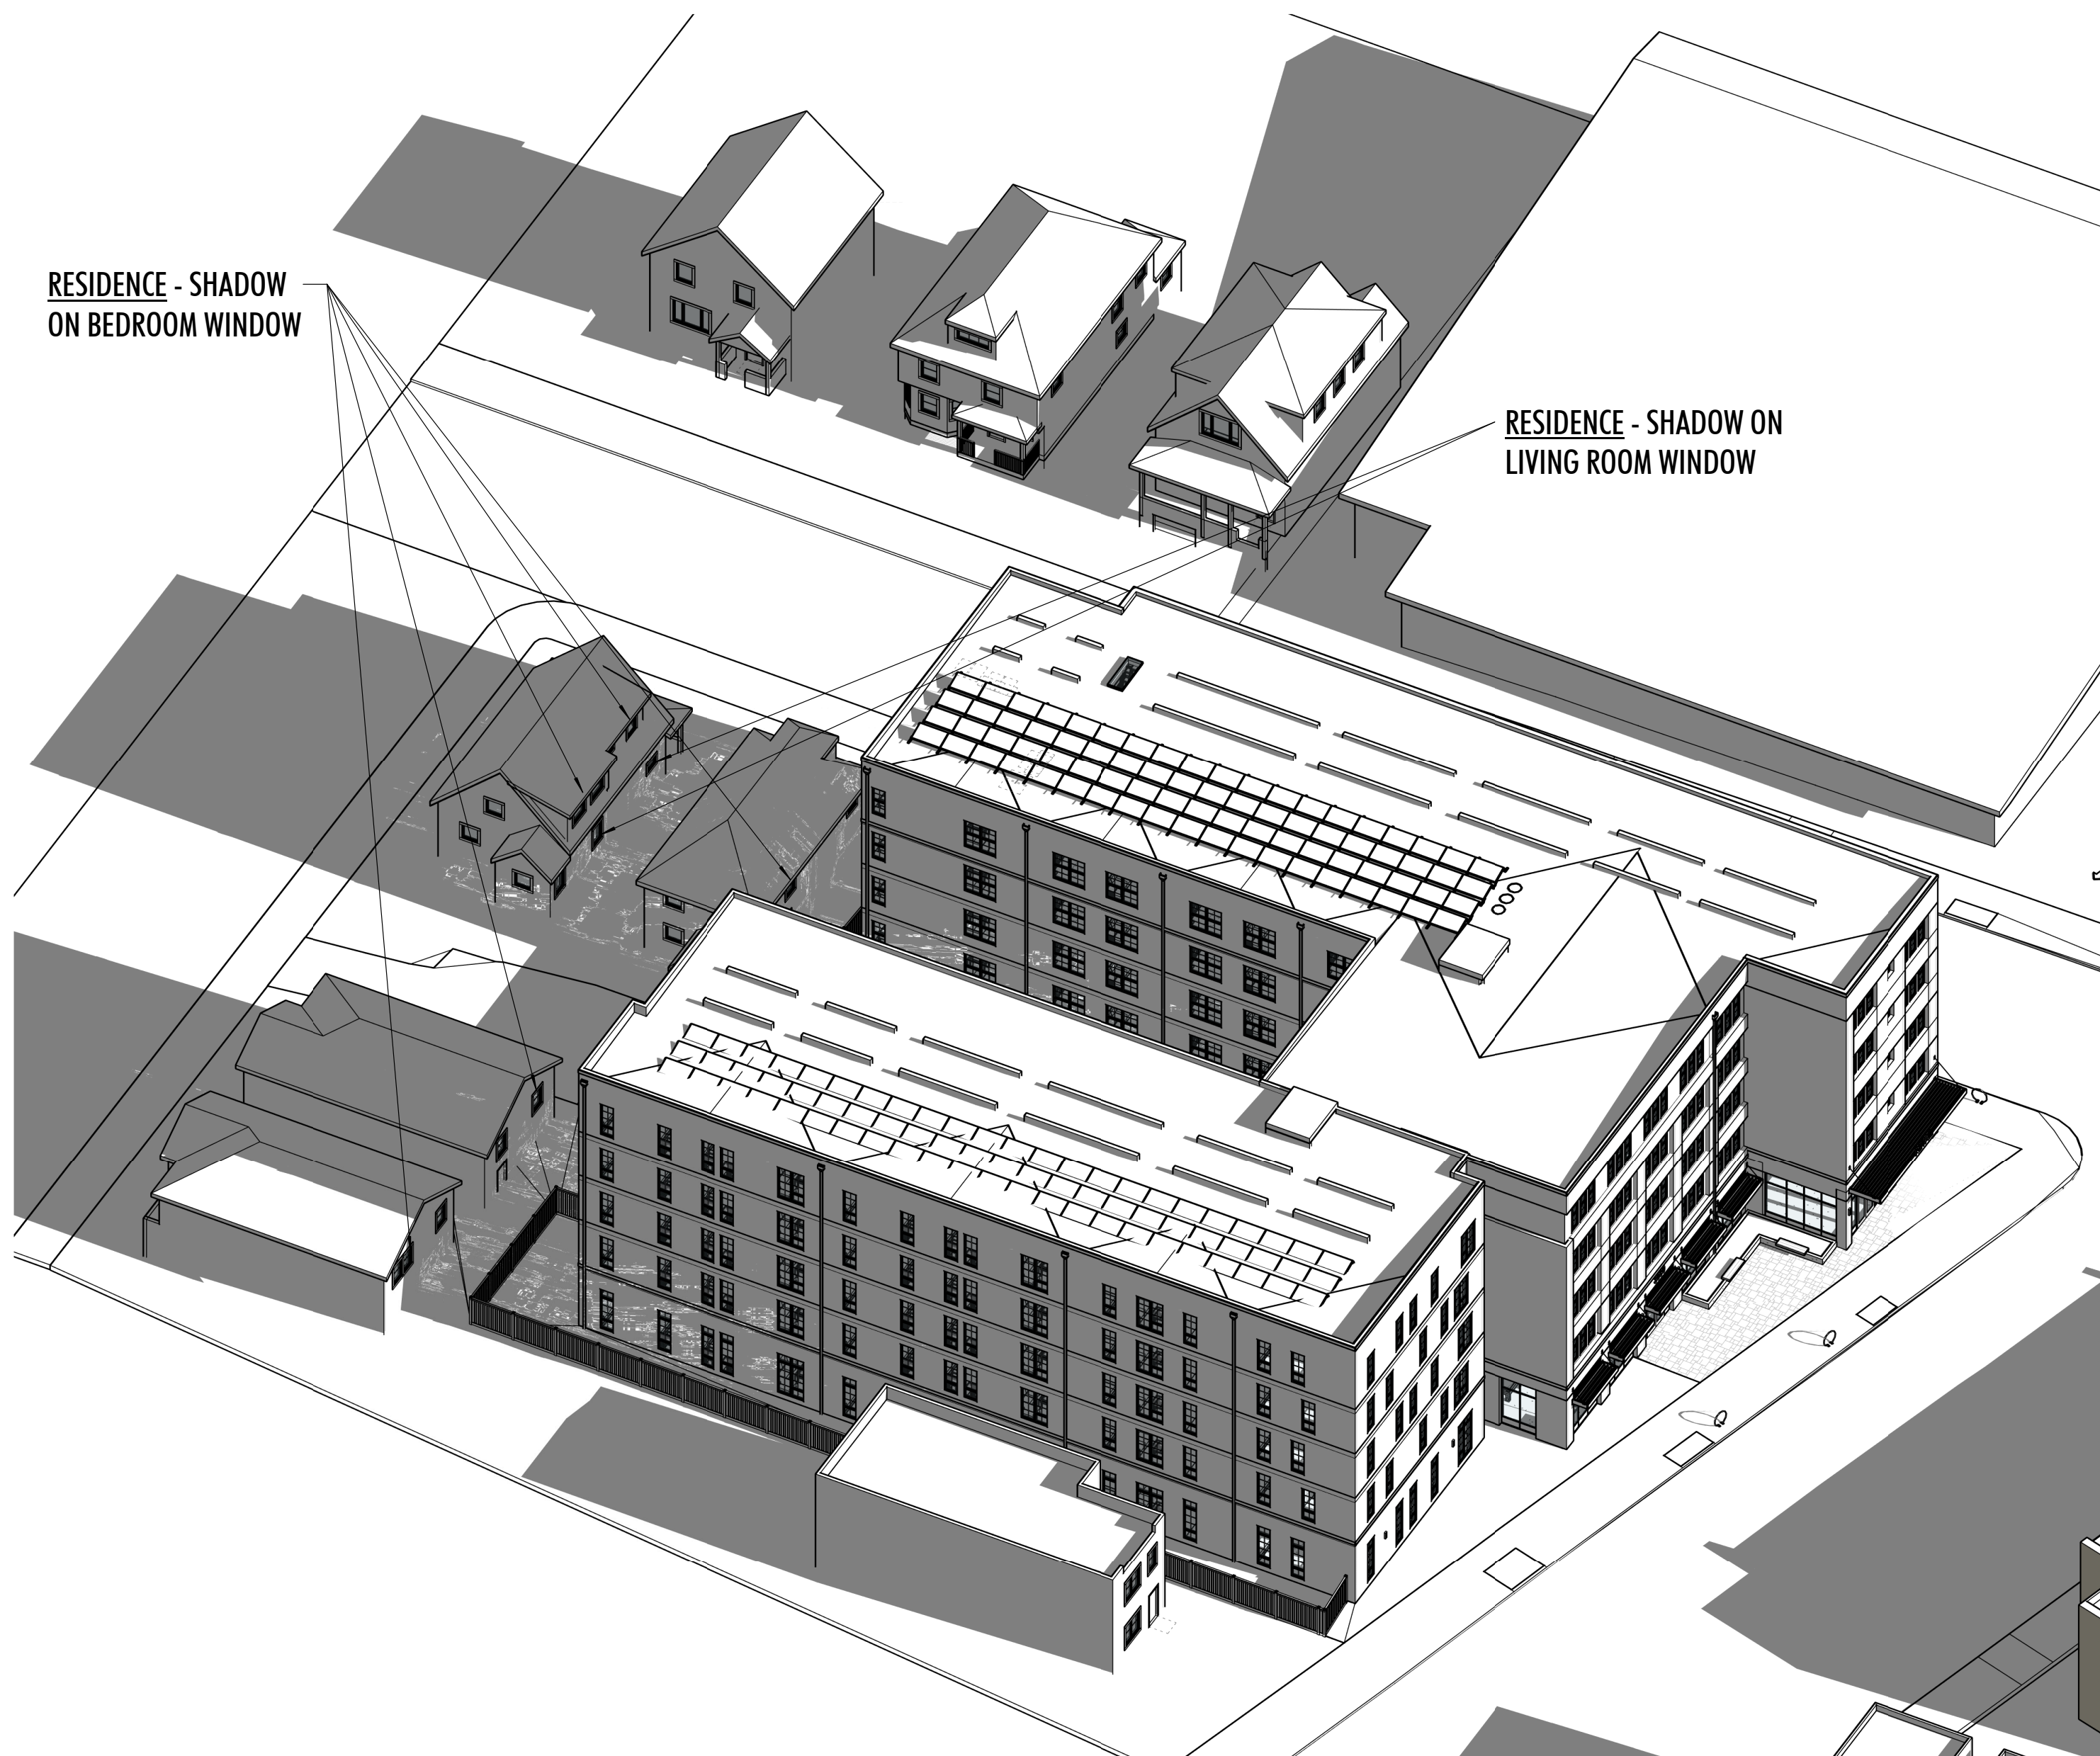 RESIDENCE - SHADOW
ON BEDROOM WINDOW
RESIDENCE - SHADOW ON
LIVING ROOM WINDOW